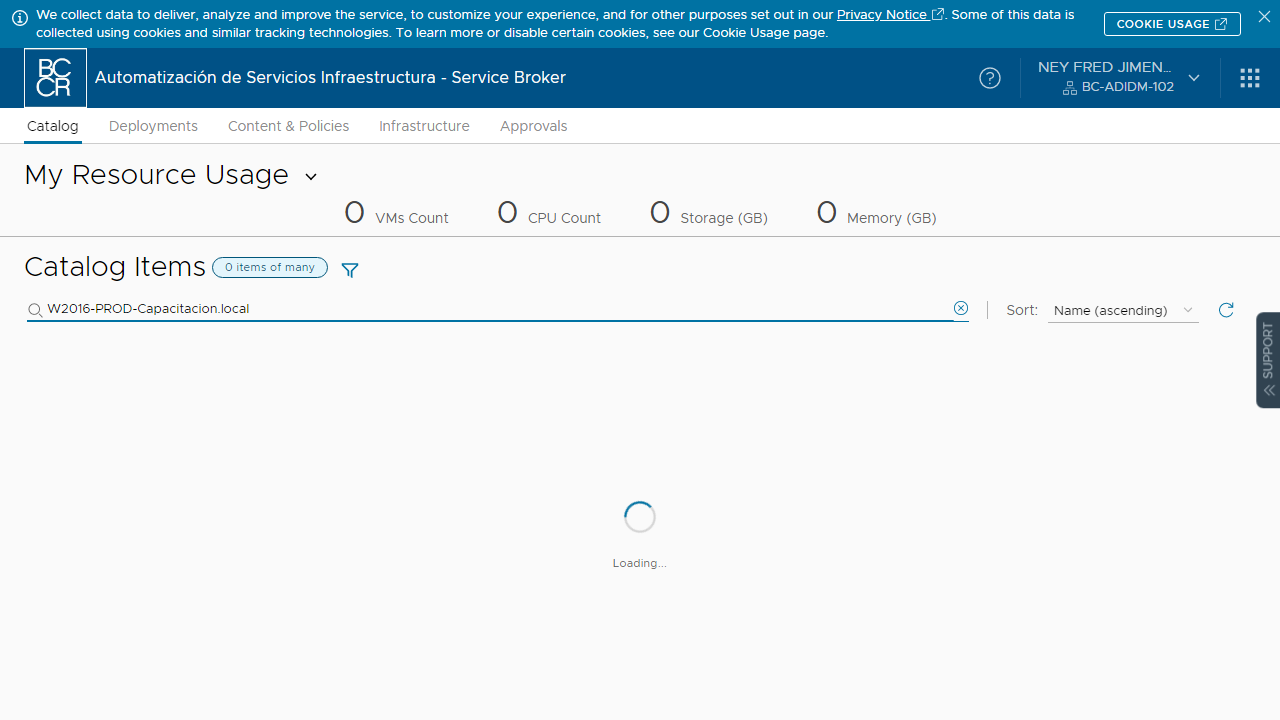 We collect data to deliver, analyze and improve the service, to customize your experience, and for other purposes set out in our Privacy Notice. Some of this data is
collected using cookies and similar tracking technologies. To learn more or disable certain cookies, see our Cookie Usage page.
COOKIE USAGE
BC
CR
Automatización de Servicios Infraestructura - Service Broker
NEY FRED JIMEN...
BC-ADIDM-102
Catalog
Deployments
Content & Policies
Infrastructure
Approvals
My Resource Usage
0 VMs Count
0 CPU Count
0 Storage (GB)
0 Memory (GB)
Catalog Items
0 items of many
W2016-PROD-Capacitacion.local
Sort:
Name (ascending)
SUPPORT
Loading...